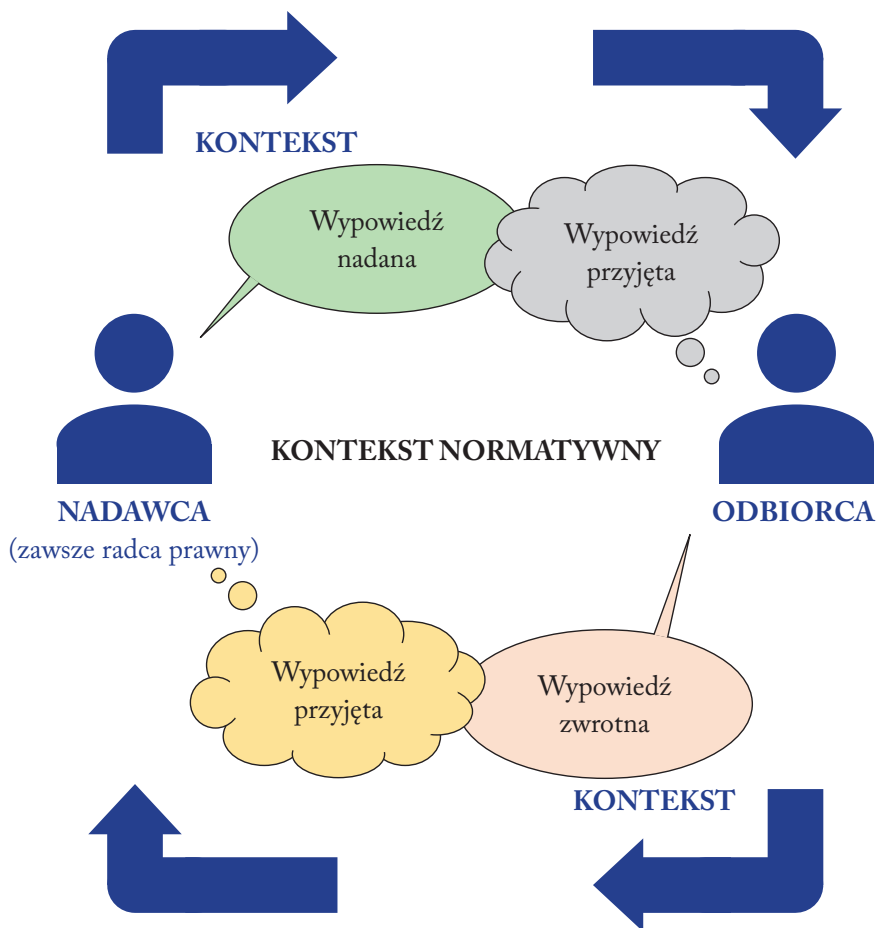 KONTEKST
Wypowiedź
nadana
Wypowiedź
przyjęta
KONTEKST NORMATYWNY
NADAWCA
(zawsze radca prawny)
ODBIORCA
Wypowiedź
przyjęta
Wypowiedź
zwrotna
KONTEKST